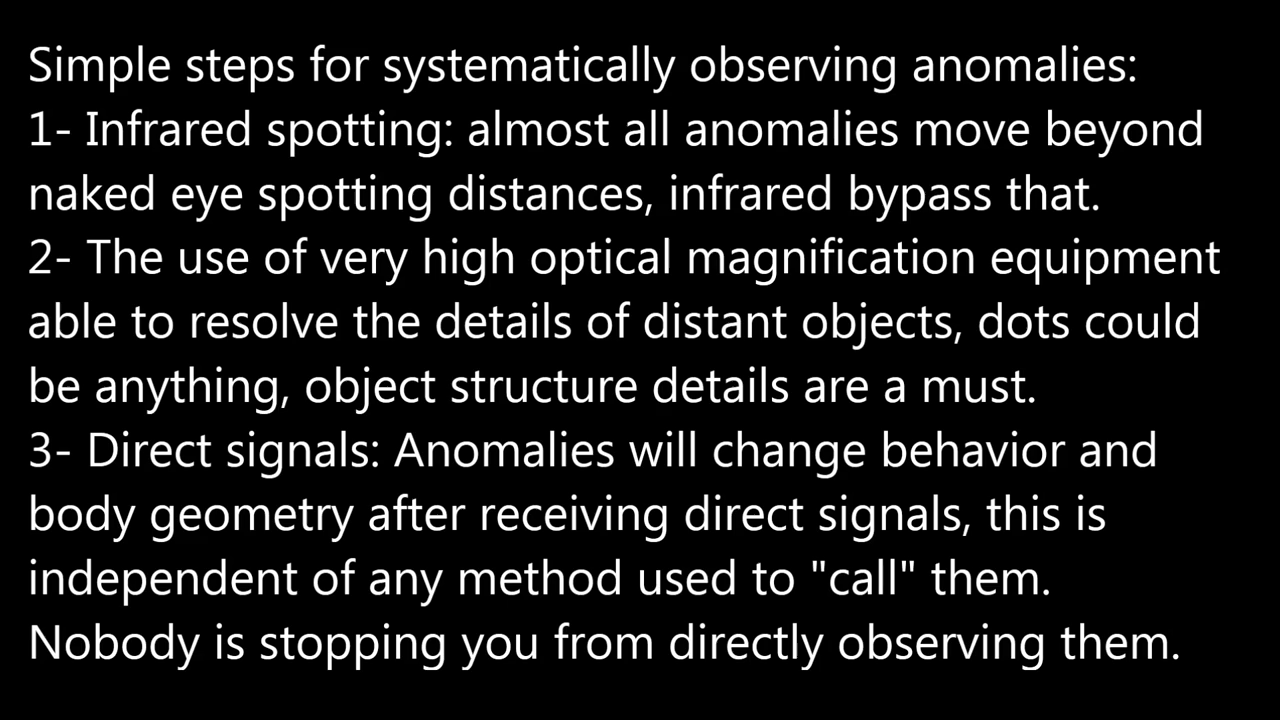 Simple steps for systematically observing anomalies:
1- Infrared spotting: almost all anomalies move beyond
naked eye spotting distances, infrared bypass that.
2- The use of very high optical magnification equipment
able to resolve the details of distant objects, dots could
be anything, object structure details are a must.
3- Direct signals: Anomalies will change behavior and
body geometry after receiving direct signals, this is
independent of any method used to "call" them.
Nobody is stopping you from directly observing them.